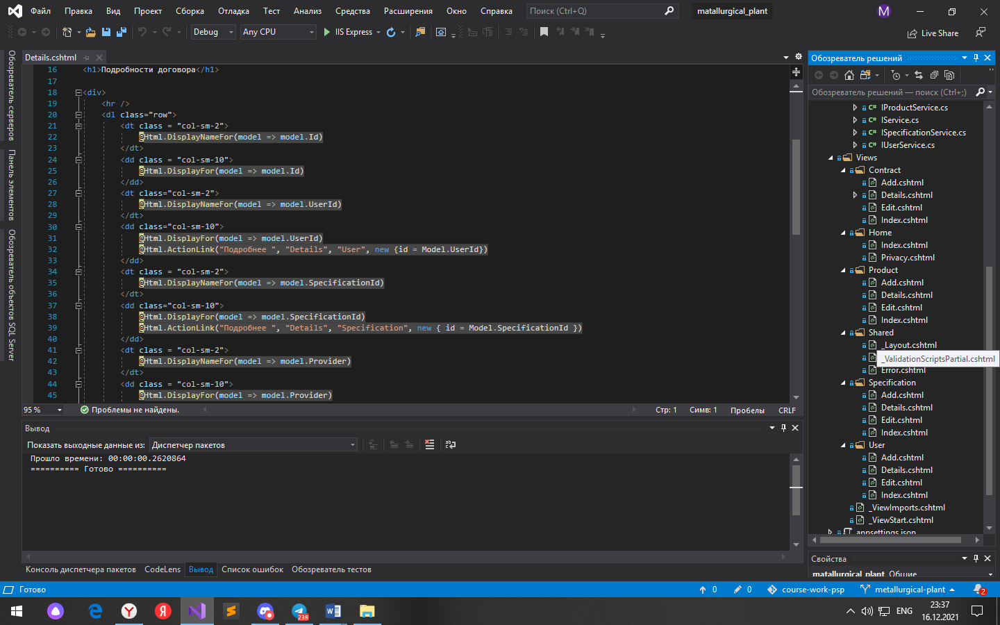 Файл Правка Вид Проект Сборка Отладка Тест Анализ Средства Расширения Окно Справка Поиск (Ctrl+Q) matallurgical_plant M
Debug Any CPU IIS Express Live Share
Обозреватель серверов
Панель элементов
Обозреватель объектов SQL Server
Details.cshtml
16 <h1>Подробности договора</h1>
17
18 <div>
19 <hr />
20 <dl class="row">
21 <dt class = "col-sm-2">
22 @Html.DisplayNameFor(model => model.Id)
23 </dt>
24 <dd class = "col-sm-10">
25 @Html.DisplayFor(model => model.Id)
26 </dd>
27 <dt class="col-sm-2">
28 @Html.DisplayNameFor(model => model.UserId)
29 </dt>
30 <dd class="col-sm-10">
31 @Html.DisplayFor(model => model.UserId)
32 @Html.ActionLink("Подробнее ", "Details", "User", new {id = Model.UserId})
33 </dd>
34 <dt class = "col-sm-2">
35 @Html.DisplayNameFor(model => model.SpecificationId)
36 </dt>
37 <dd class="col-sm-10">
38 @Html.DisplayFor(model => model.SpecificationId)
39 @Html.ActionLink("Подробнее ", "Details", "Specification", new { id = Model.SpecificationId })
40 </dd>
41 <dt class = "col-sm-2">
42 @Html.DisplayNameFor(model => model.Provider)
43 </dt>
44 <dd class = "col-sm-10">
45 @Html.DisplayFor(model => model.Provider)
95 % Проблемы не найдены. Стр: 1 Симв: 1 Пробелы CRLF
Вывод
Показать выходные данные из: Диспетчер пакетов
Прошло времени: 00:00:00.2620864
========== Готово ==========
Консоль диспетчера пакетов CodeLens Вывод Список ошибок Обозреватель тестов
Обозреватель решений
Обозреватель решений — поиск (Ctrl+;)
C# IProductService.cs
C# IService.cs
C# ISpecificationService.cs
C# IUserService.cs
Views
Contract
Add.cshtml
Details.cshtml
Edit.cshtml
Index.cshtml
Home
Index.cshtml
Privacy.cshtml
Product
Add.cshtml
Details.cshtml
Edit.cshtml
Index.cshtml
Shared
_Layout.cshtml
_ValidationScriptsPartial.cshtml
Error.cshtml
Specification
Add.cshtml
Details.cshtml
Edit.cshtml
Index.cshtml
User
Add.cshtml
Details.cshtml
Edit.cshtml
Index.cshtml
_ViewImports.cshtml
_ViewStart.cshtml
appsettings.json
Свойства
matallurgical_plant Общие
Готово 0 0 course-work-psp metallurgical-plant 2
Y Я S 238 W ENG 23:37
16.12.2021